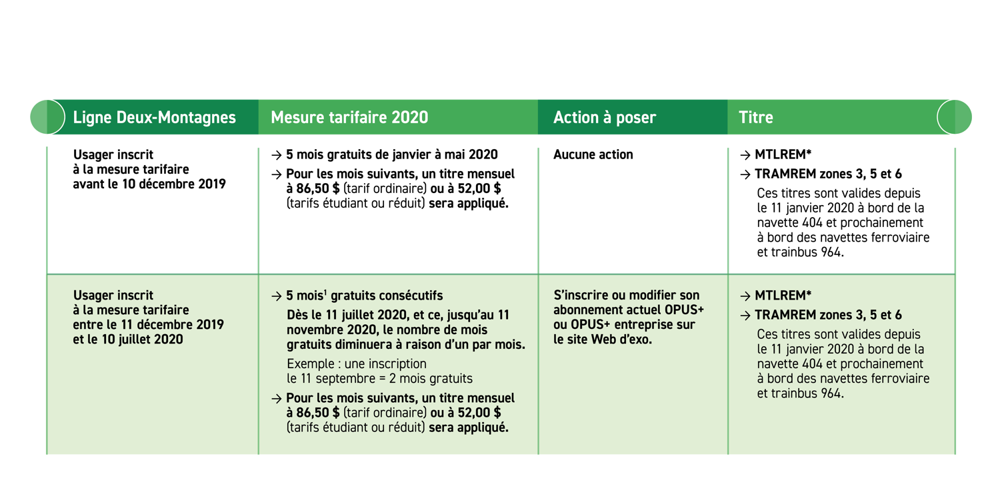 Ligne Deux-Montagnes
Mesure tarifaire 2020
Action à poser
Titre
Usager inscrit
à la mesure tarifaire
avant le 10 décembre 2019
→ 5 mois gratuits de janvier à mai 2020
→ Pour les mois suivants, un titre mensuel
à 86,50 $ (tarif ordinaire) ou à 52,00 $
(tarifs étudiant ou réduit) sera appliqué.
Aucune action
→ MTLREM*
→ TRAMREM zones 3, 5 et 6
Ces titres sont valides depuis
le 11 janvier 2020 à bord de la
navette 404 et prochainement
à bord des navettes ferroviaire
et trainbus 964.
Usager inscrit
à la mesure tarifaire
entre le 11 décembre 2019
et le 10 juillet 2020
→ 5 mois¹ gratuits consécutifs
Dès le 11 juillet 2020, et ce, jusqu’au 11
novembre 2020, le nombre de mois
gratuits diminuera à raison d’un par mois.
Exemple : une inscription
le 11 septembre = 2 mois gratuits
→ Pour les mois suivants, un titre mensuel
à 86,50 $ (tarif ordinaire) ou à 52,00 $
(tarifs étudiant ou réduit) sera appliqué.
S’inscrire ou modifier son
abonnement actuel OPUS+
ou OPUS+ entreprise sur
le site Web d’exo.
→ MTLREM*
→ TRAMREM zones 3, 5 et 6
Ces titres sont valides depuis
le 11 janvier 2020 à bord de la
navette 404 et prochainement
à bord des navettes ferroviaire
et trainbus 964.